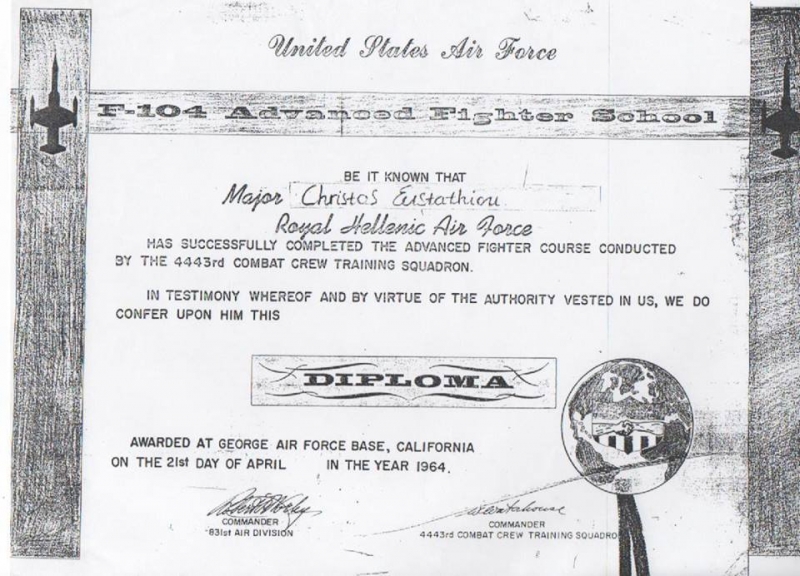 United States Air Force
F-104 Advanced Fighter School
BE IT KNOWN THAT
Major Christos Eustathiou
Royal Hellenic Air Force
HAS SUCCESSFULLY COMPLETED THE ADVANCED FIGHTER COURSE CONDUCTED
BY THE 4443rd COMBAT CREW TRAINING SQUADRON.
IN TESTIMONY WHEREOF AND BY VIRTUE OF THE AUTHORITY VESTED IN US, WE DO
CONFER UPON HIM THIS
DIPLOMA
AWARDED AT GEORGE AIR FORCE BASE, CALIFORNIA
ON THE 21st DAY OF APRIL IN THE YEAR 1964.
COMMANDER
831st AIR DIVISION
COMMANDER
4443rd COMBAT CREW TRAINING SQUADRO